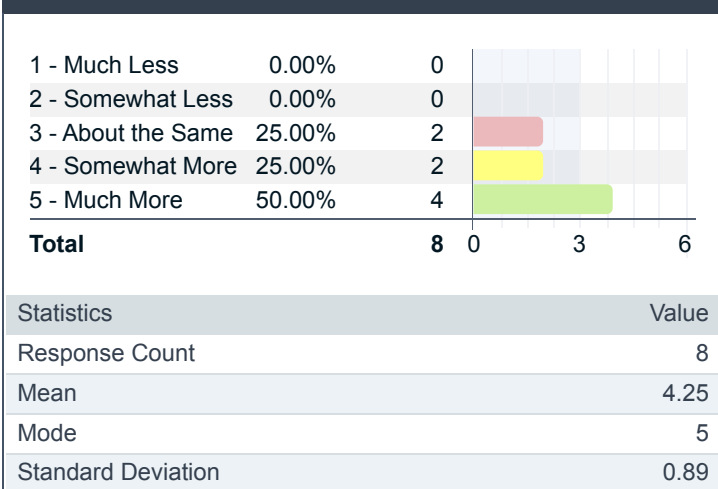 1 - Much Less 0.00% 0
2 - Somewhat Less 0.00% 0
3 - About the Same 25.00% 2
4 - Somewhat More 25.00% 2
5 - Much More 50.00% 4
Total 8 0 3 6
Statistics Value
Response Count 8
Mean 4.25
Mode 5
Standard Deviation 0.89